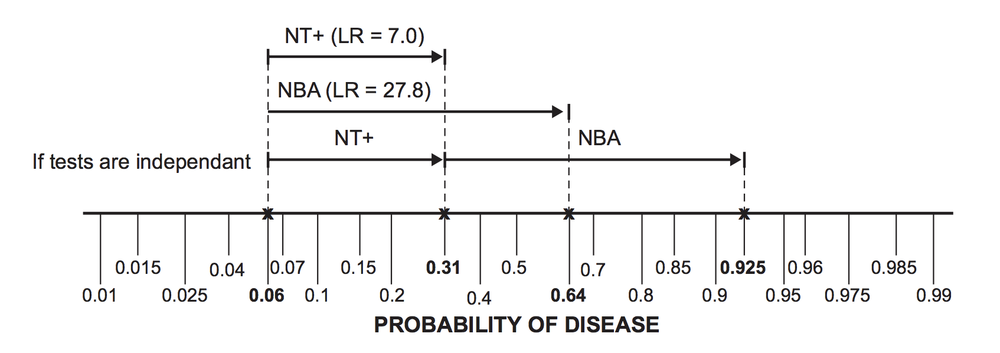 NT+ (LR = 7.0)
NBA (LR = 27.8)
NT+ NBA
If tests are independant
0.015 0.04 0.07 0.15 0.31 0.5 0.7 0.85 0.925 0.96 0.985
0.01 0.025 0.06 0.1 0.2 0.4 0.64 0.8 0.9 0.95 0.975 0.99
PROBABILITY OF DISEASE